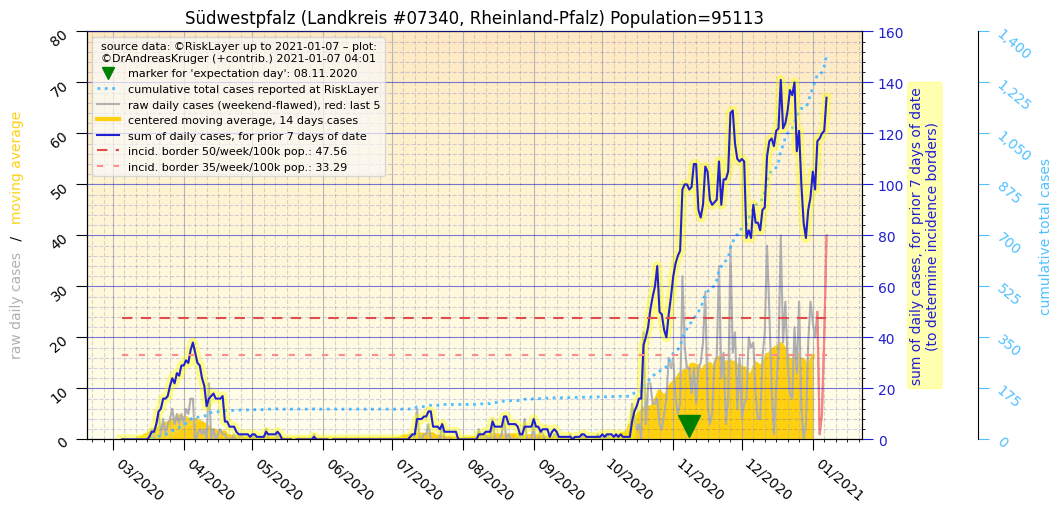 Südwestpfalz (Landkreis #07340, Rheinland-Pfalz) Population=95113
source data: ©RiskLayer up to 2021-01-07 – plot:
©DrAndreasKruger (+contrib.) 2021-01-07 04:01
marker for 'expectation day': 08.11.2020
cumulative total cases reported at RiskLayer
raw daily cases (weekend-flawed), red: last 5
centered moving average, 14 days cases
sum of daily cases, for prior 7 days of date
incid. border 50/week/100k pop.: 47.56
incid. border 35/week/100k pop.: 33.29
raw daily cases / moving average
80
70
60
50
40
30
20
10
0
03/2020
04/2020
05/2020
06/2020
07/2020
08/2020
09/2020
10/2020
11/2020
12/2020
01/2021
160
140
120
100
80
60
40
20
0
sum of daily cases, for prior 7 days of date
(to determine incidence borders)
1,400
1,225
1,050
875
700
525
350
175
0
cumulative total cases